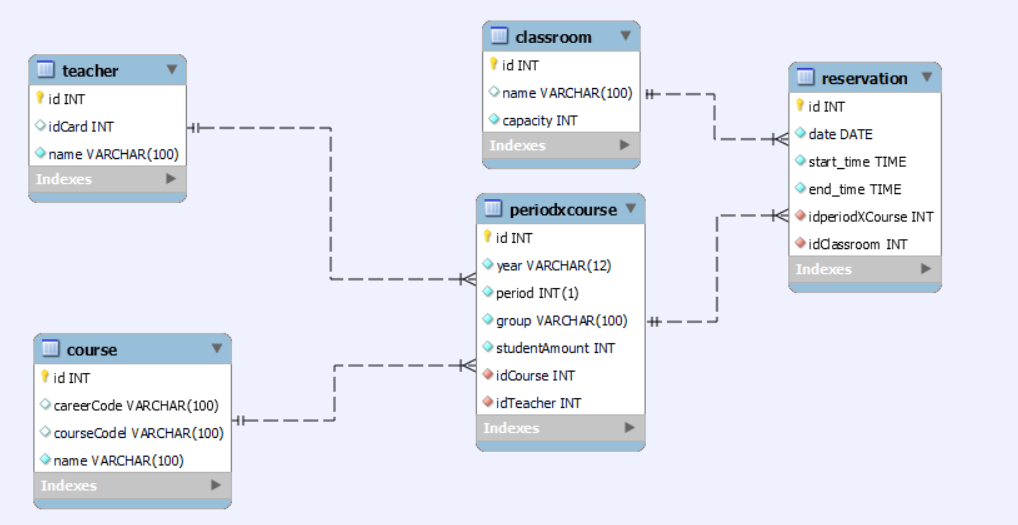 teacher
id INT
idCard INT
name VARCHAR(100)
Indexes
classroom
id INT
name VARCHAR(100)
capacity INT
Indexes
reservation
id INT
date DATE
start_time TIME
end_time TIME
idperiodXCourse INT
idClassroom INT
Indexes
periodxcourse
id INT
year VARCHAR(12)
period INT(1)
group VARCHAR(100)
studentAmount INT
idCourse INT
idTeacher INT
Indexes
course
id INT
careerCode VARCHAR(100)
courseCodel VARCHAR(100)
name VARCHAR(100)
Indexes